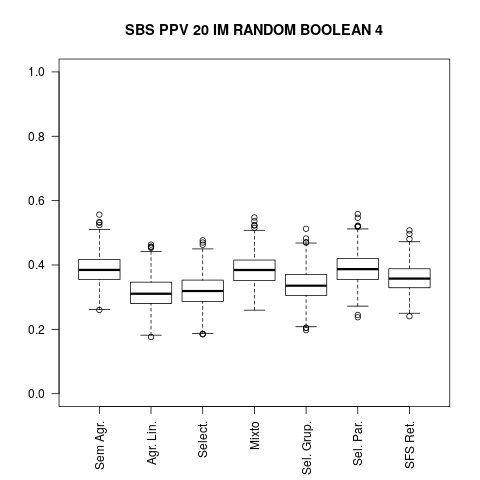 SBS PPV 20 IM RANDOM BOOLEAN 4
1.0
0.8
0.6
0.4
0.2
0.0
Sem Agr.
Agr. Lin.
Select.
Mixto
Sel. Grup.
Sel. Par.
SFS Ret.